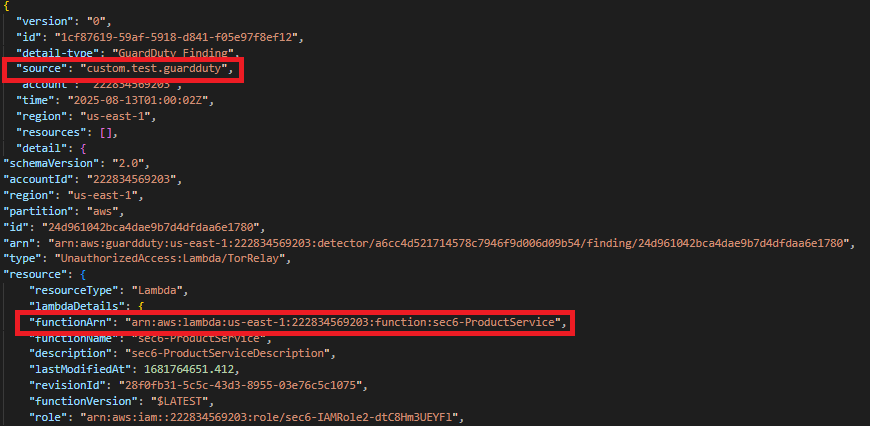 {
"version": "0",
"id": "1cf87619-59af-5918-d841-f05e97f8ef12",
"detail-type": "GuardDuty Finding",
"source": "custom.test.guardduty",
"account": "222834569203",
"time": "2025-08-13T01:00:02Z",
"region": "us-east-1",
"resources": [],
"detail": {
"schemaVersion": "2.0",
"accountId": "222834569203",
"region": "us-east-1",
"partition": "aws",
"id": "24d961042bca4dae9b7d4dfdaa6e1780",
"arn": "arn:aws:guardduty:us-east-1:222834569203:detector/a6cc4d521714578c7946f9d006d09b54/finding/24d961042bca4dae9b7d4dfdaa6e1780",
"type": "UnauthorizedAccess:Lambda/TorRelay",
"resource": {
"resourceType": "Lambda",
"lambdaDetails": {
"functionArn": "arn:aws:lambda:us-east-1:222834569203:function:sec6-ProductService",
"functionName": "sec6-ProductService",
"description": "sec6-ProductServiceDescription",
"lastModifiedAt": 1681764651.412,
"revisionId": "28f0fb31-5c5c-43d3-8955-03e76c5c1075",
"functionVersion": "$LATEST",
"role": "arn:aws:iam::222834569203:role/sec6-IAMRole2-dtC8Hm3UEYFl",